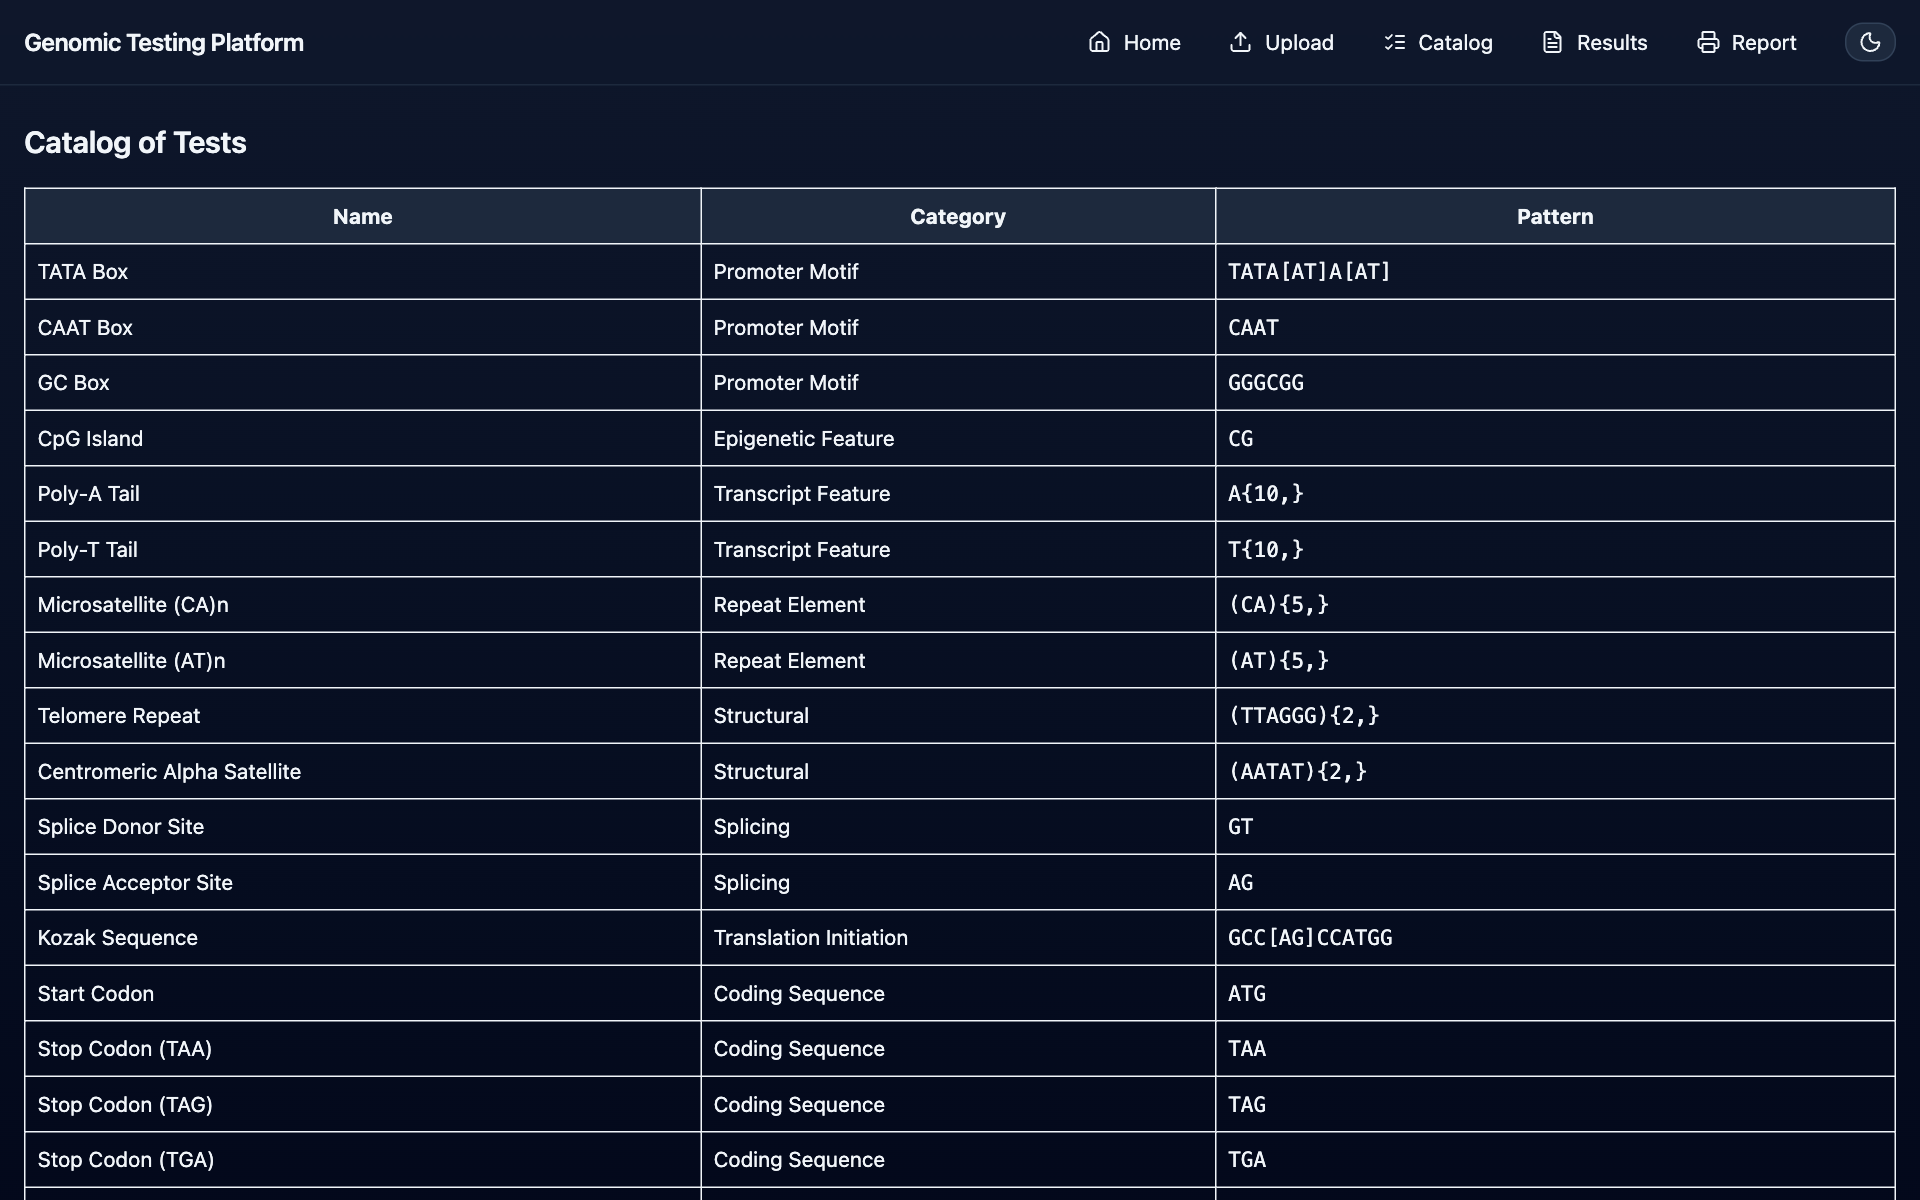 Genomic Testing Platform Home Upload Catalog Results Report
Catalog of Tests
Name Category Pattern
TATA Box Promoter Motif TATA[AT]A[AT]
CAAT Box Promoter Motif CAAT
GC Box Promoter Motif GGGCGG
CpG Island Epigenetic Feature CG
Poly-A Tail Transcript Feature A{10,}
Poly-T Tail Transcript Feature T{10,}
Microsatellite (CA)n Repeat Element (CA){5,}
Microsatellite (AT)n Repeat Element (AT){5,}
Telomere Repeat Structural (TTAGGG){2,}
Centromeric Alpha Satellite Structural (AATAT){2,}
Splice Donor Site Splicing GT
Splice Acceptor Site Splicing AG
Kozak Sequence Translation Initiation GCC[AG]CCATGG
Start Codon Coding Sequence ATG
Stop Codon (TAA) Coding Sequence TAA
Stop Codon (TAG) Coding Sequence TAG
Stop Codon (TGA) Coding Sequence TGA